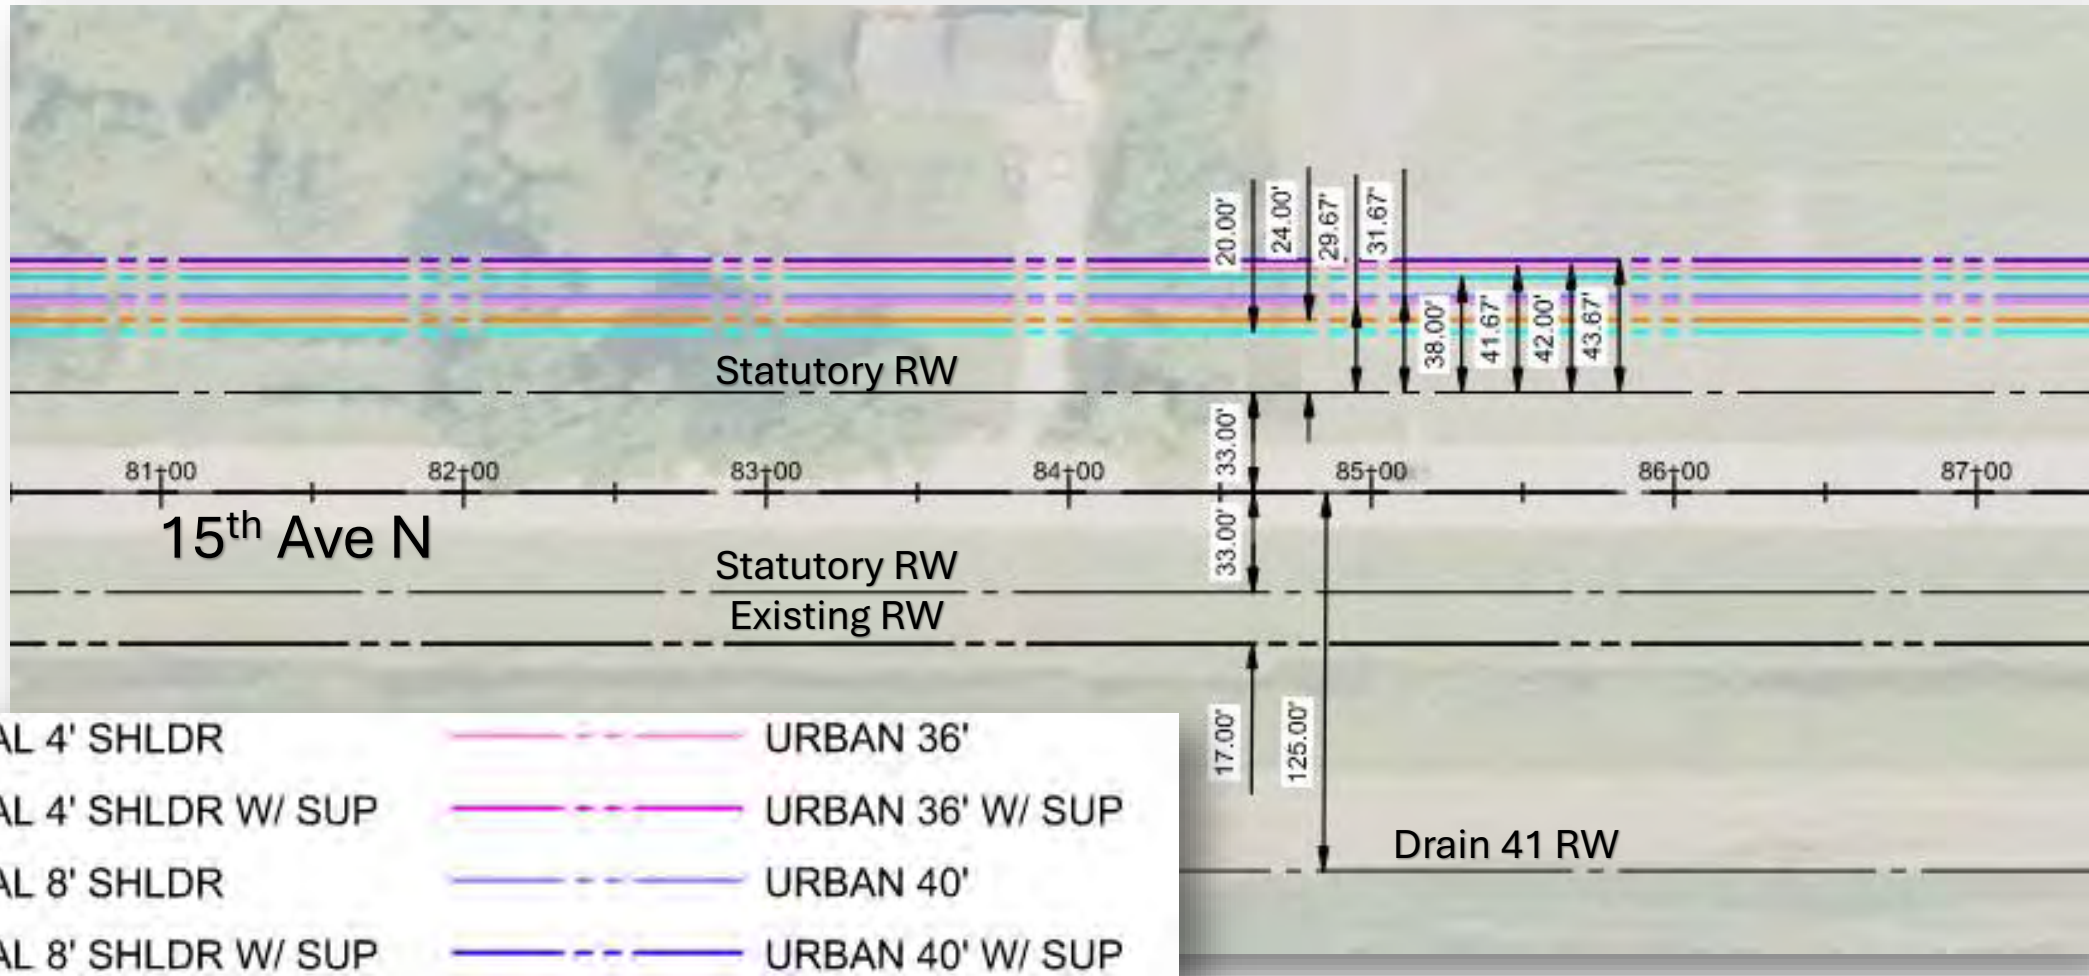 20.00'
24.00'
29.67'
31.67'
38.00'
41.67'
42.00'
43.67'
Statutory RW
33.00'
81+00 82+00 83+00 84+00 85+00 86+00 87+00
15th Ave N
33.00'
Statutory RW
Existing RW
17.00'
125.00'
Drain 41 RW
AL 4' SHLDR URBAN 36'
AL 4' SHLDR W/ SUP URBAN 36' W/ SUP
AL 8' SHLDR URBAN 40'
AL 8' SHLDR W/ SUP URBAN 40' W/ SUP